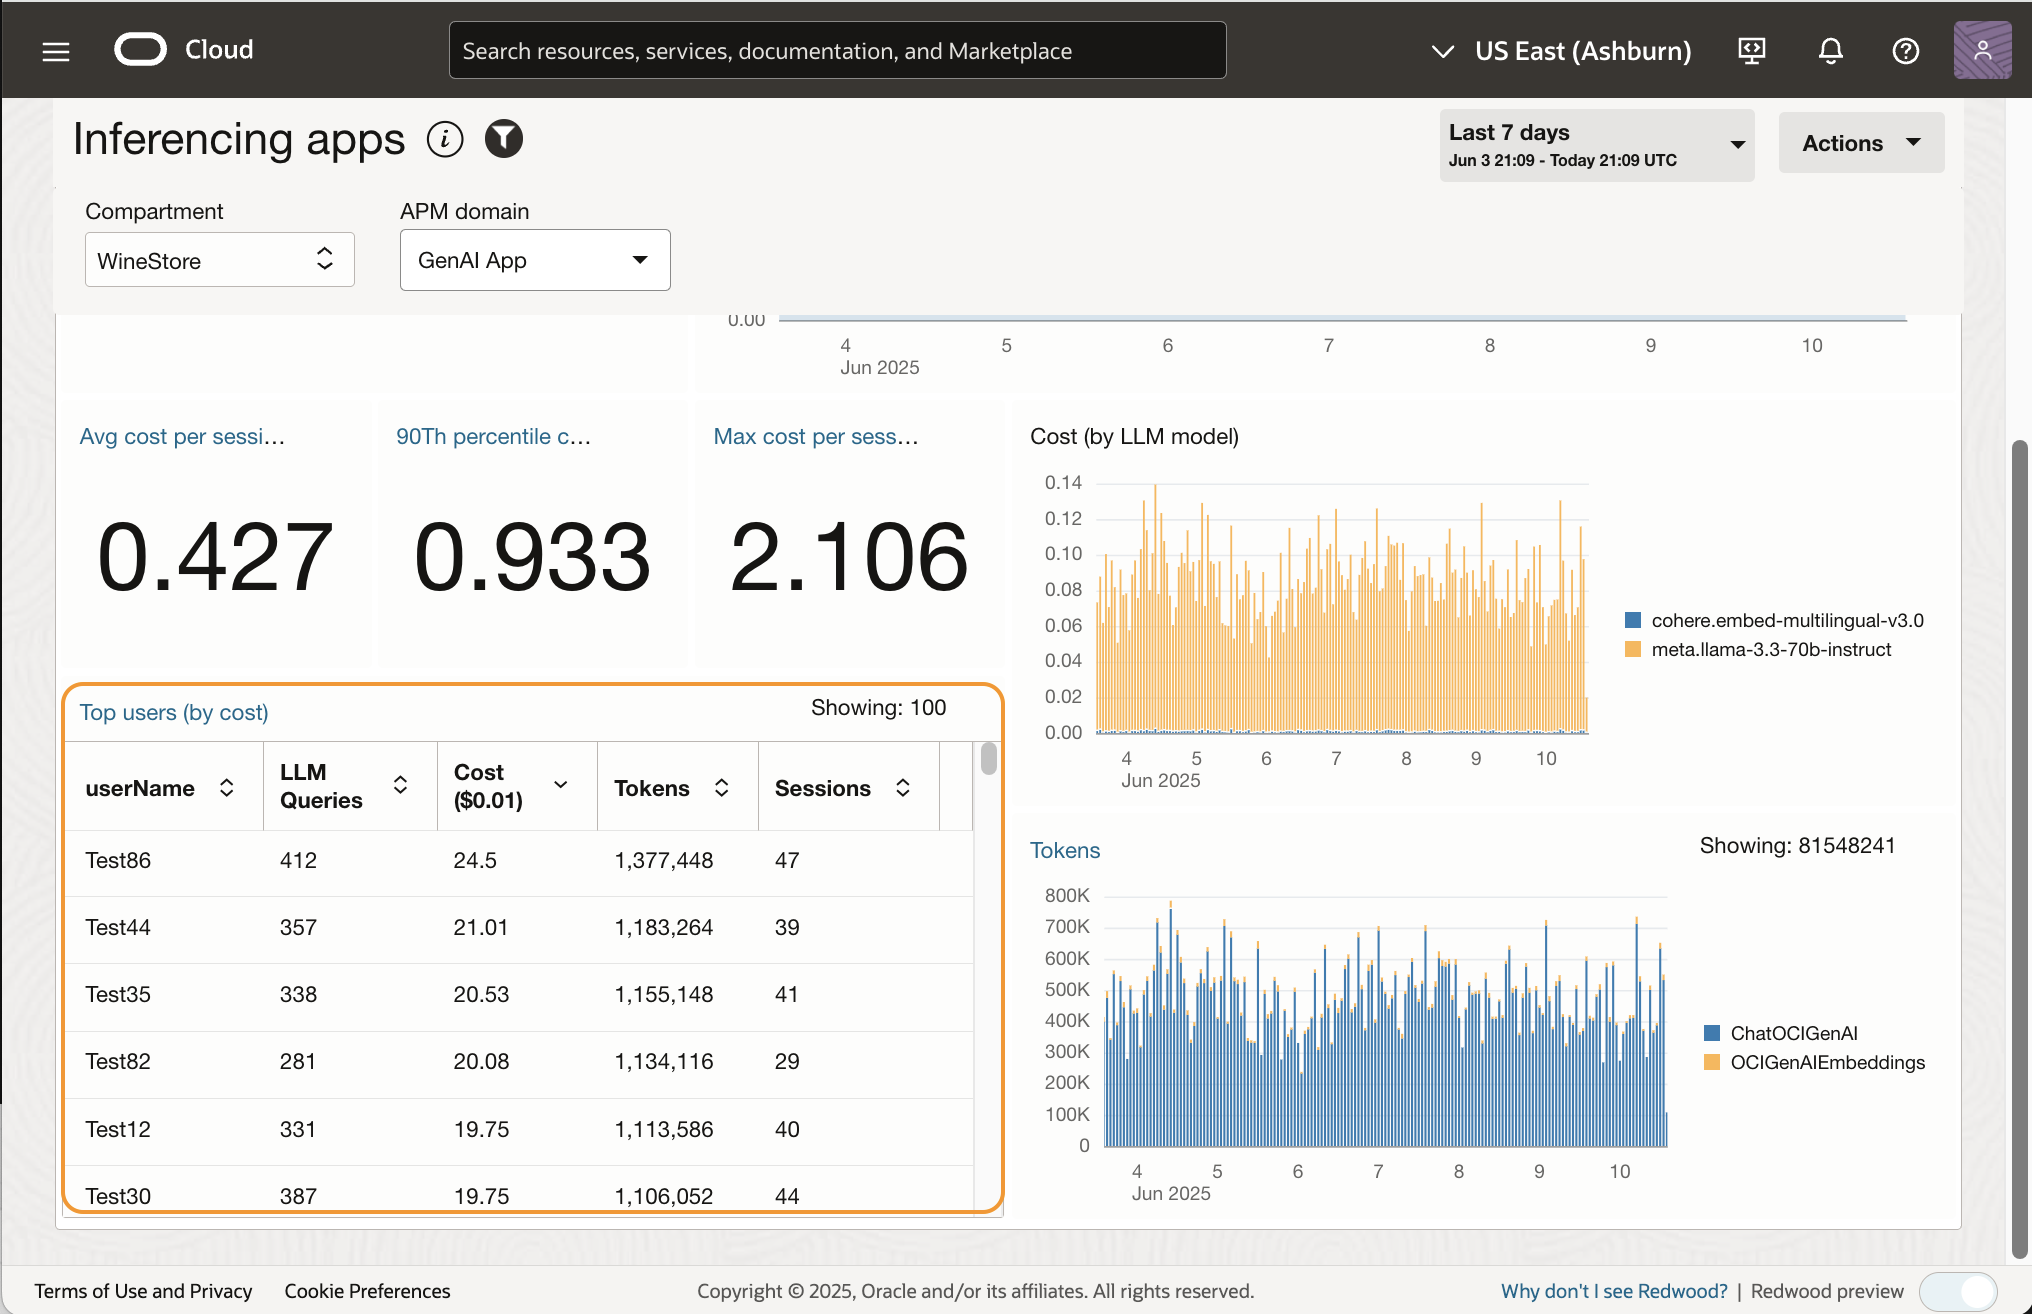 Cloud
Search resources, services, documentation, and Marketplace
US East (Ashburn)
Inferencing apps
Last 7 days
Jun 3 21:09 - Today 21:09 UTC
Actions
Compartment
APM domain
WineStore
GenAI App
0.00
4 5 6 7 8 9 10
Jun 2025
Avg cost per sessi...
90Th percentile c...
Max cost per sess...
0.427
0.933
2.106
Cost (by LLM model)
0.14
0.12
0.10
0.08
0.06
0.04
0.02
0.00
4 5 6 7 8 9 10
Jun 2025
cohere.embed-multilingual-v3.0
meta.llama-3.3-70b-instruct
Top users (by cost)
Showing: 100
userName LLM Queries Cost ($0.01) Tokens Sessions
Test86 412 24.5 1,377,448 47
Test44 357 21.01 1,183,264 39
Test35 338 20.53 1,155,148 41
Test82 281 20.08 1,134,116 29
Test12 331 19.75 1,113,586 40
Test30 387 19.75 1,106,052 44
Tokens
Showing: 81548241
800K
700K
600K
500K
400K
300K
200K
100K
0
4 5 6 7 8 9 10
Jun 2025
ChatOCIGenAI
OCIGenAIEmbeddings
Terms of Use and Privacy
Cookie Preferences
Copyright © 2025, Oracle and/or its affiliates. All rights reserved.
Why don't I see Redwood? | Redwood preview